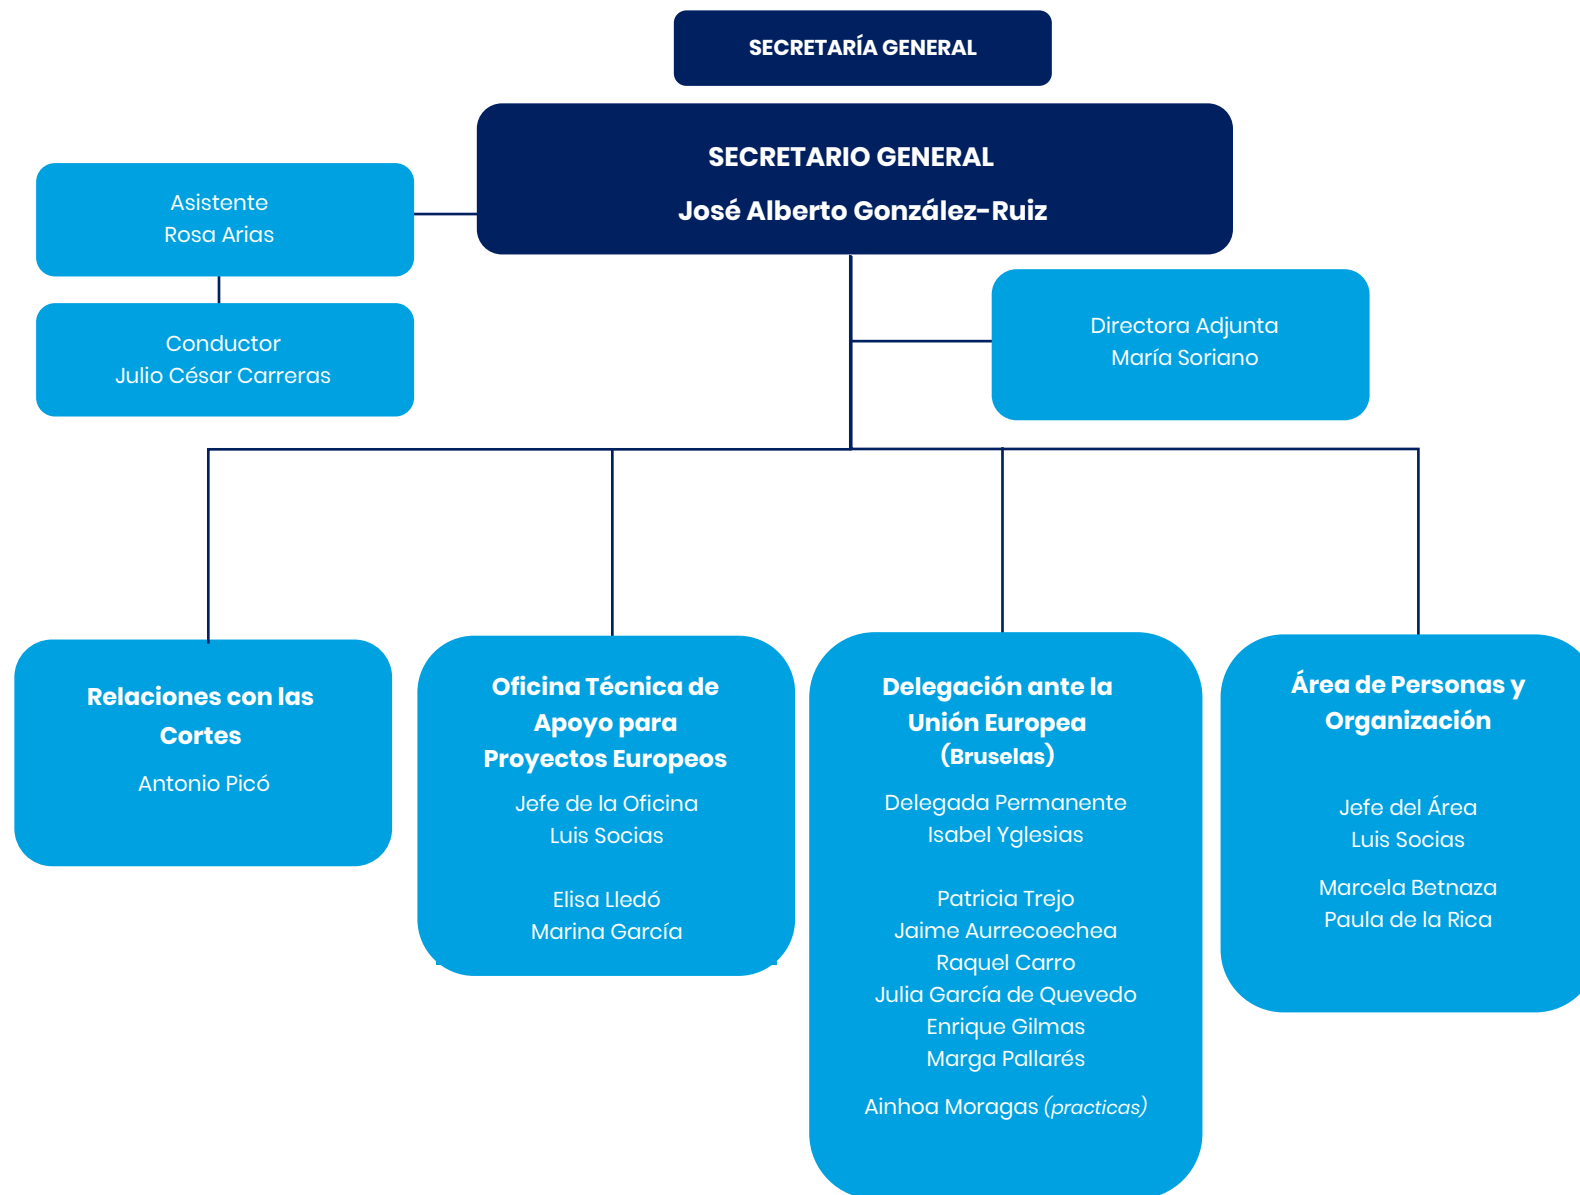 SECRETARÍA GENERAL
SECRETARIO GENERAL
José Alberto González-Ruiz
Asistente
Rosa Arias
Conductor
Julio César Carreras
Directora Adjunta
María Soriano
Relaciones con las
Cortes
Antonio Picó
Oficina Técnica de
Apoyo para
Proyectos Europeos
Jefe de la Oficina
Luis Socias
Elisa Lledó
Marina García
Delegación ante la
Unión Europea
(Bruselas)
Delegada Permanente
Isabel Yglesias
Patricia Trejo
Jaime Aurrecoechea
Raquel Carro
Julia García de Quevedo
Enrique Gilmas
Marga Pallarés
Ainhoa Moragas (practicas)
Área de Personas y
Organización
Jefe del Área
Luis Socias
Marcela Betnaza
Paula de la Rica